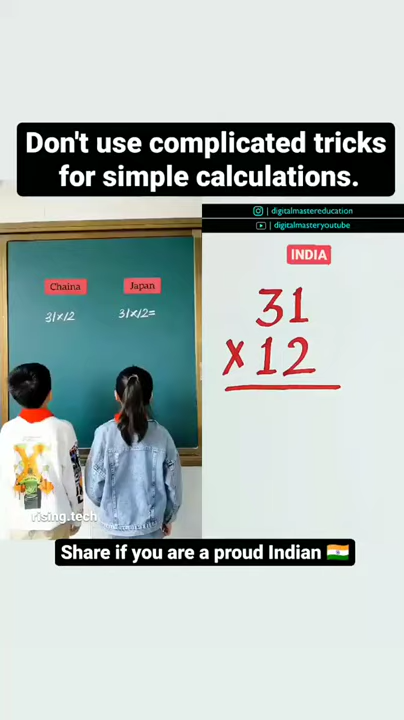 Don't use complicated tricks
for simple calculations.
digitalmastereducation
digitalmasteryoutube
INDIA
Chaina
Japan
31×12
31×12=
31
×12
rising.tech
Share if you are a proud Indian 🇮🇳